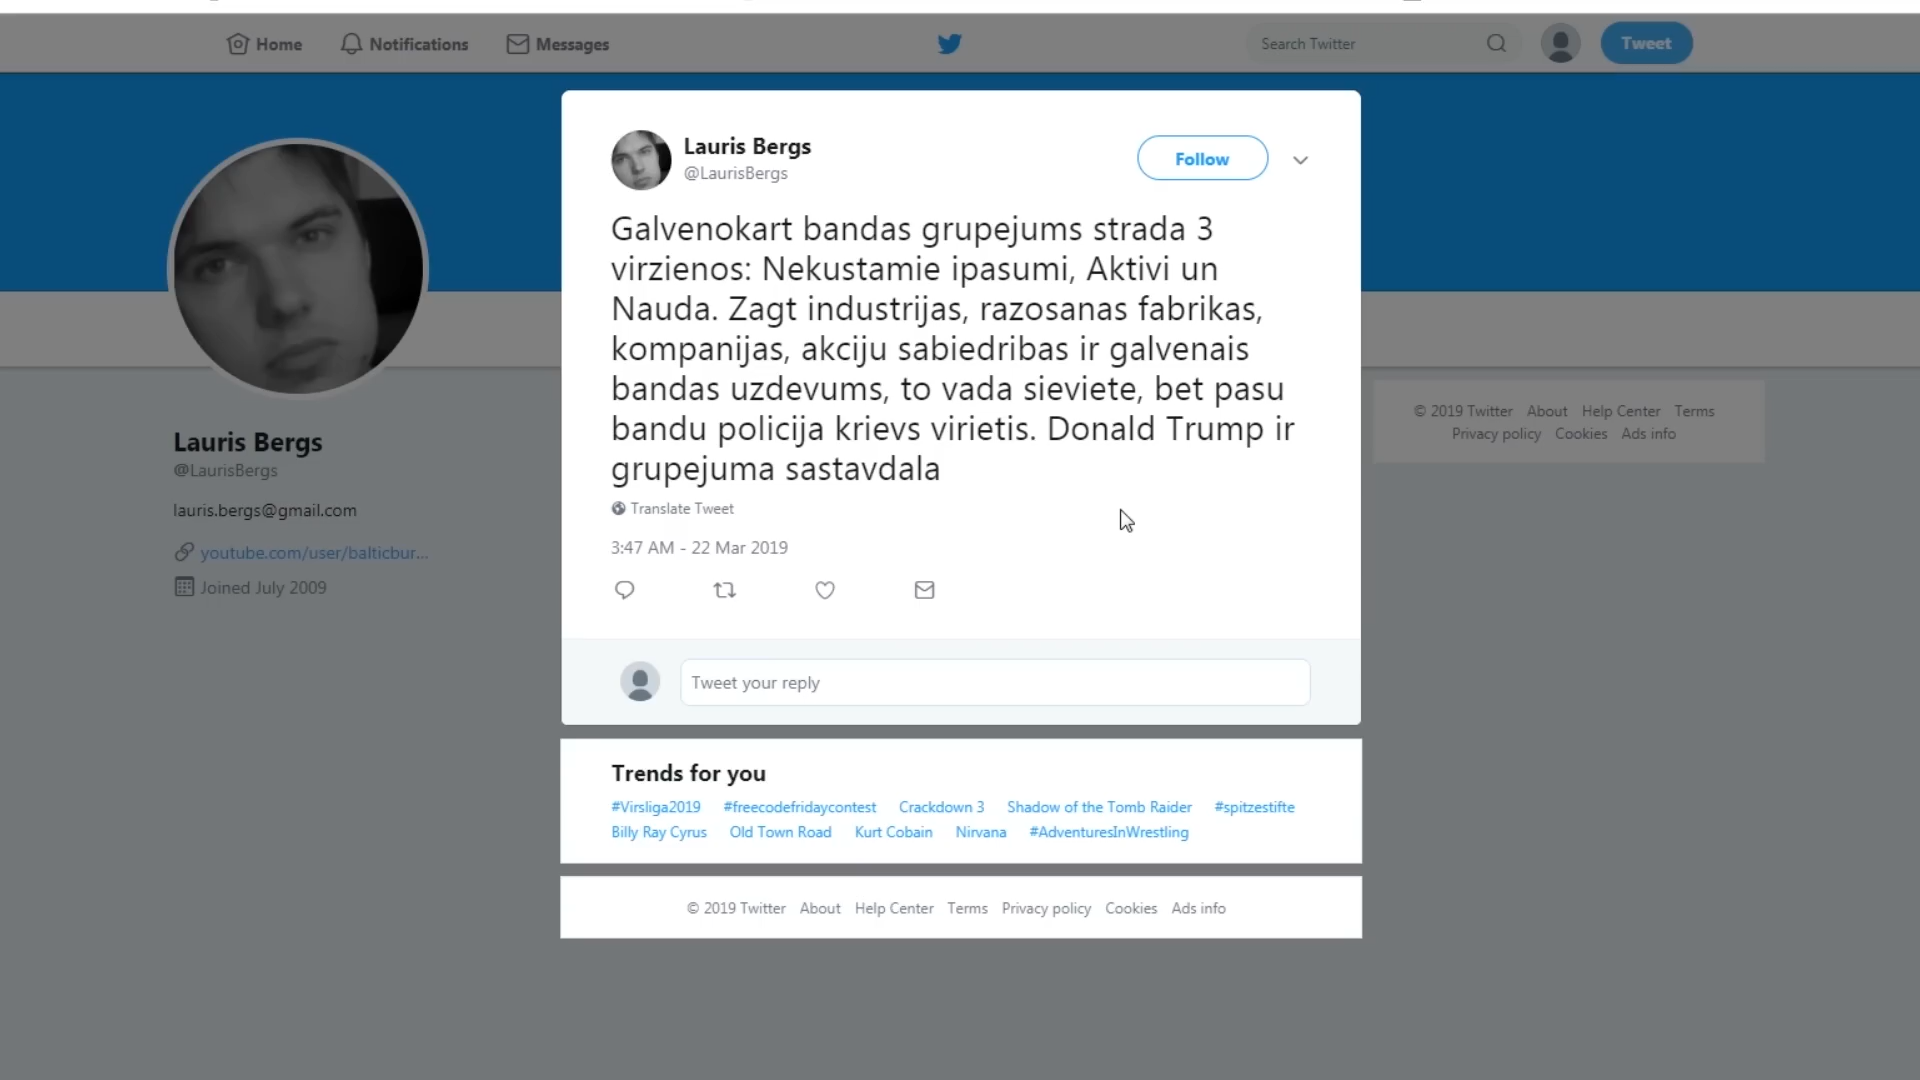 Home Notifications Messages Search Twitter Tweet
Lauris Bergs
@LaurisBergs
Follow
Galvenokart bandas grupejums strada 3
virzienos: Nekustamie ipasumi, Aktivi un
Nauda. Zagt industrijas, razosanas fabrikas,
kompanijas, akciju sabiedribas ir galvenais
bandas uzdevums, to vada sieviete, bet pasu
bandu policija krievs virietis. Donald Trump ir
grupejuma sastavdala
Translate Tweet
3:47 AM - 22 Mar 2019
Tweet your reply
Trends for you
#Virsliga2019 #freecodefridaycontest Crackdown 3 Shadow of the Tomb Raider #spitzestifte
Billy Ray Cyrus Old Town Road Kurt Cobain Nirvana #AdventuresInWrestling
© 2019 Twitter About Help Center Terms Privacy policy Cookies Ads info
Lauris Bergs
@LaurisBergs
lauris.bergs@gmail.com
youtube.com/user/balticbur...
Joined July 2009
© 2019 Twitter About Help Center Terms
Privacy policy Cookies Ads info